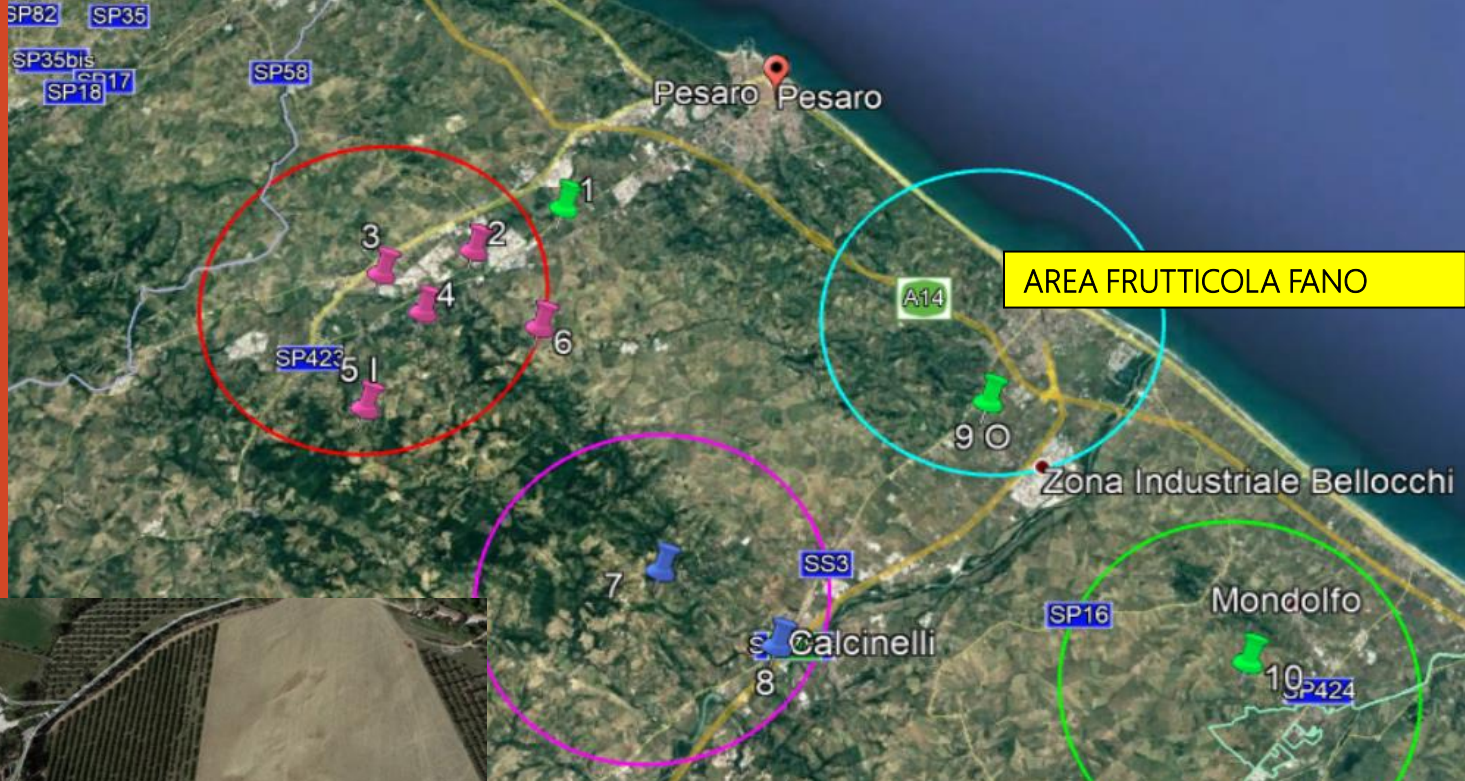 SP82
SP35
SP35bis
SP17
SP18
SP58
Pesaro
Pesaro
1
2
3
4
A14
AREA FRUTTICOLA FANO
6
SP423
5 I
9 O
Zona Industriale Bellocchi
7
SS3
SP16
Mondolfo
Calcinelli
8
10
SP424